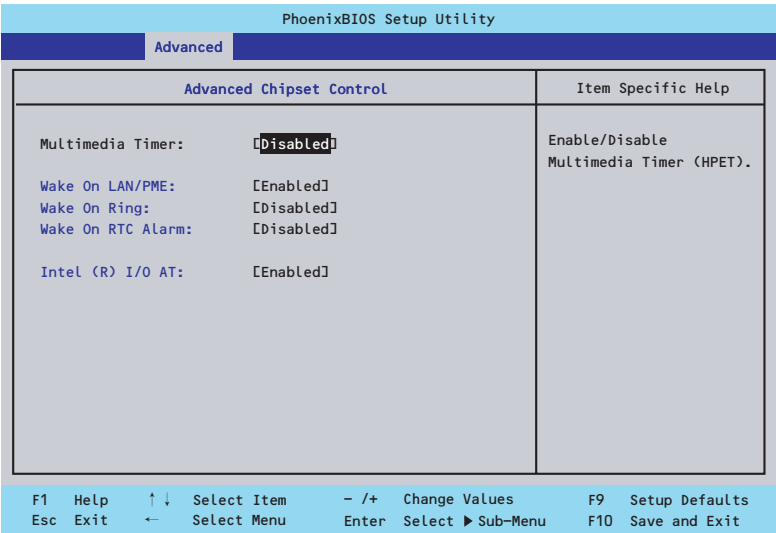 PhoenixBIOS Setup Utility
Advanced
Advanced Chipset Control
Item Specific Help
Multimedia Timer: [Disabled]
Enable/Disable
Multimedia Timer (HPET).
Wake On LAN/PME: [Enabled]
Wake On Ring: [Disabled]
Wake On RTC Alarm: [Disabled]
Intel (R) I/O AT: [Enabled]
F1 Help ↑↓ Select Item - /+ Change Values F9 Setup Defaults
Esc Exit ← Select Menu Enter Select ▶ Sub-Menu F10 Save and Exit